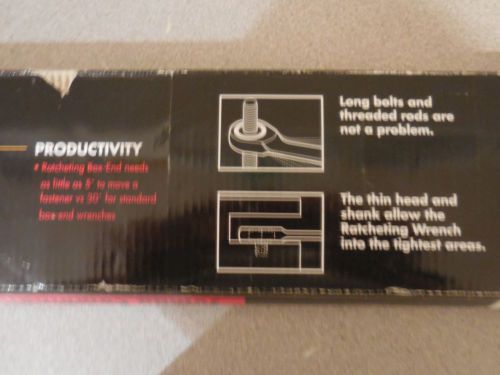 PRODUCTIVITY
Ratcheting Box-End needs
as little as 5° to move a
fastener vs 30° for standard
box end wrenches
Long bolts and
threaded rods are
not a problem.
The thin head and
shank allow the
Ratcheting Wrench
into the tightest areas.